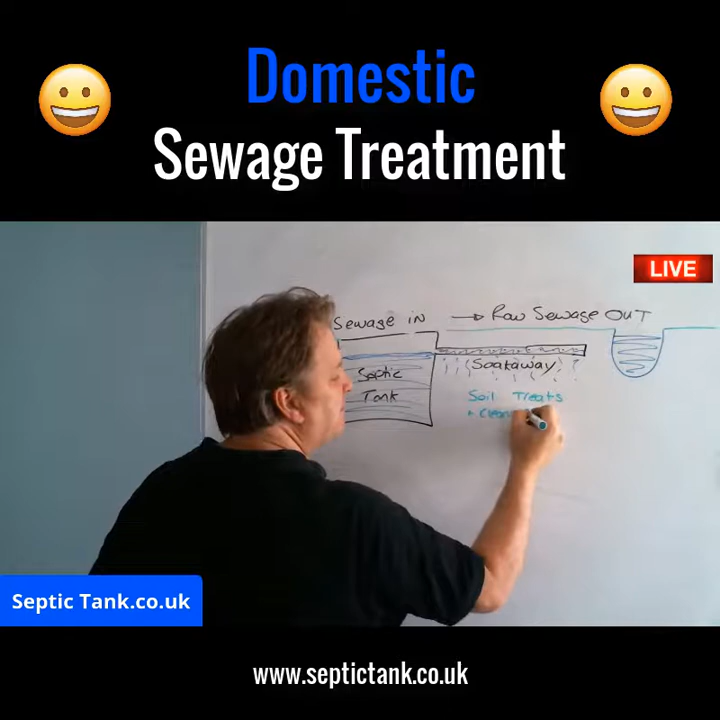 Domestic
Sewage Treatment
LIVE
Sewage IN → Raw Sewage OUT
Soakaway
Septic
Tank
Soil Treats
+ Clean
Septic Tank.co.uk
www.septictank.co.uk